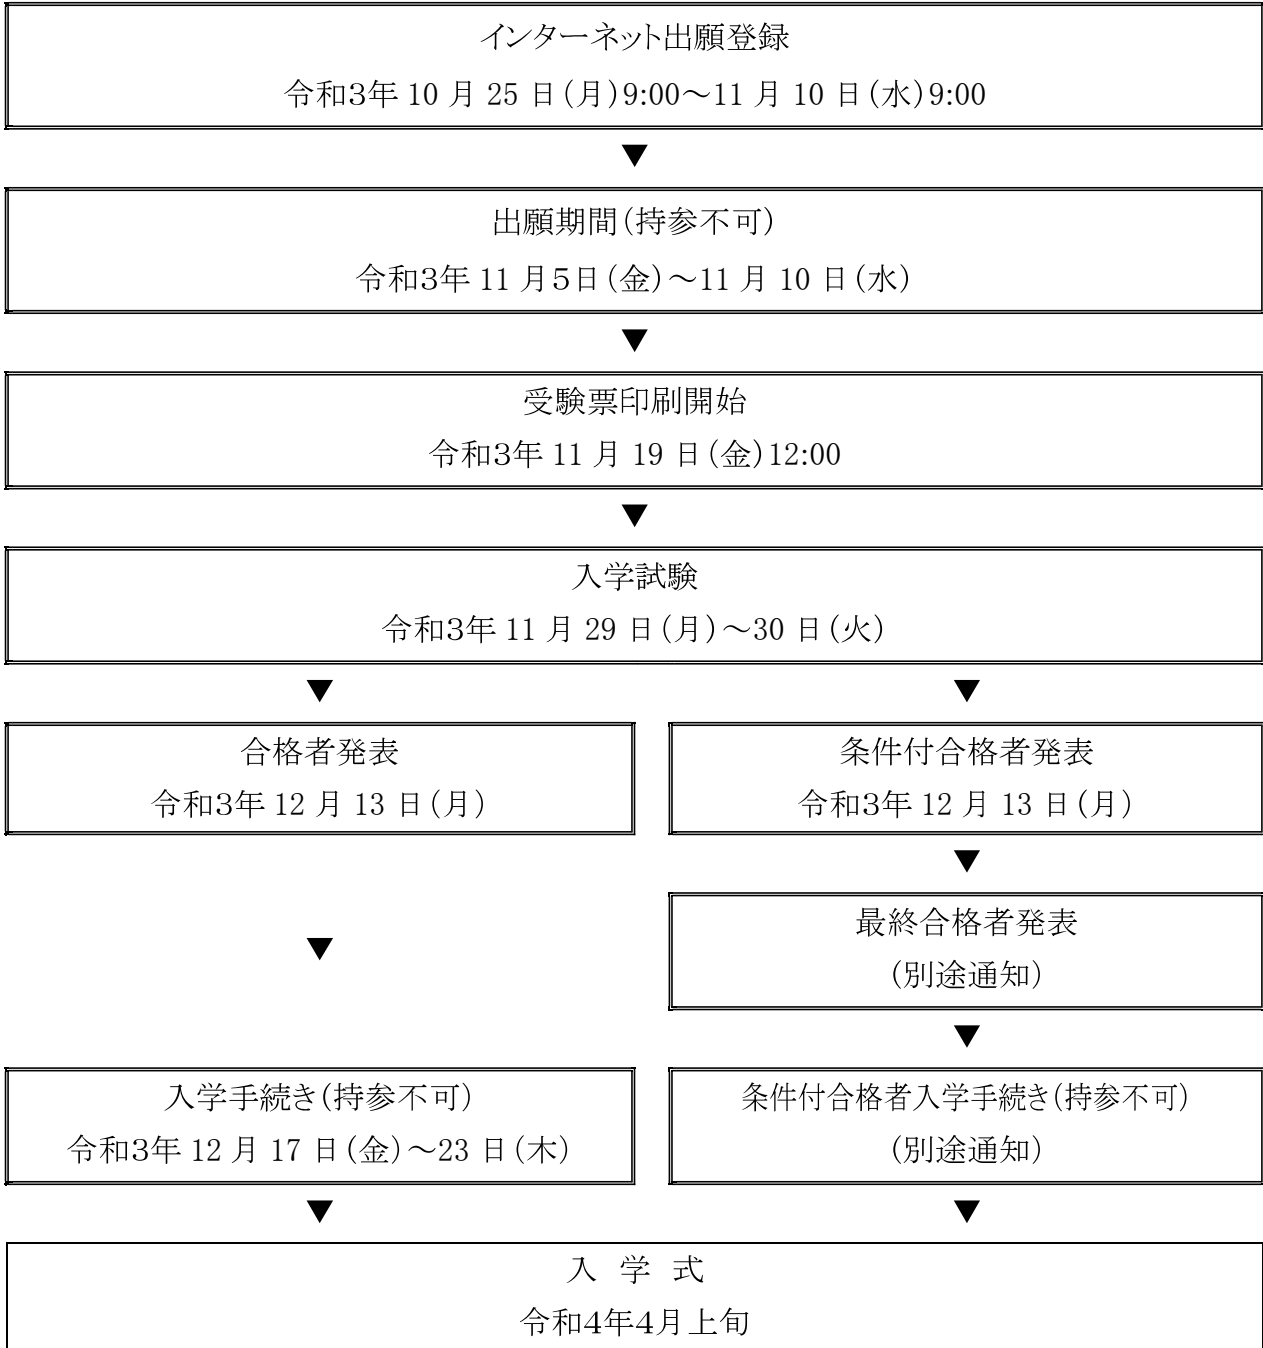 インターネット出願登録
令和3年 10 月 25 日(月)9:00～11 月 10 日(水)9:00
▼
出願期間(持参不可)
令和3年 11 月5日(金)～11 月 10 日(水)
▼
受験票印刷開始
令和3年 11 月 19 日(金)12:00
▼
入学試験
令和3年 11 月 29 日(月)～30 日(火)
▼ ▼
合格者発表
令和3年 12 月 13 日(月)
条件付合格者発表
令和3年 12 月 13 日(月)
▼
最終合格者発表
(別途通知)
▼
▼
入学手続き(持参不可)
令和3年 12 月 17 日(金)～23 日(木)
条件付合格者入学手続き(持参不可)
(別途通知)
▼ ▼
入 学 式
令和4年4月上旬